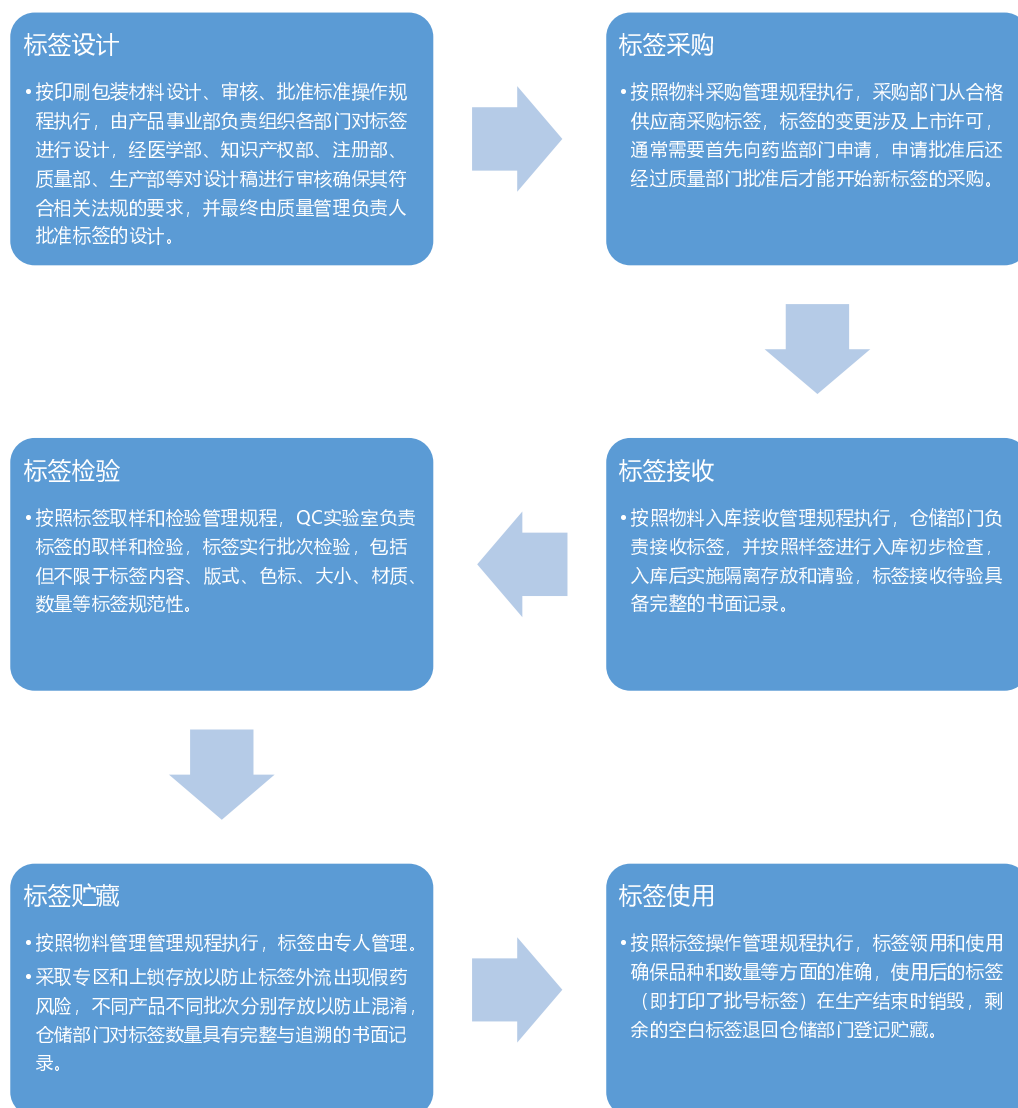 标签设计
•按印刷包装材料设计、审核、批准标准操作规
程执行，由产品事业部负责组织各部门对标签
进行设计，经医学部、知识产权部、注册部、
质量部、生产部等对设计稿进行审核确保其符
合相关法规的要求，并最终由质量管理负责人
批准标签的设计。
标签采购
•按照物料采购管理规程执行，采购部门从合格
供应商采购标签，标签的变更涉及上市许可，
通常需要首先向药监部门申请，申请批准后还
经过质量部门批准后才能开始新标签的采购。
标签接收
•按照物料入库接收管理规程执行，仓储部门负
责接收标签，并按照样签进行入库初步检查，
入库后实施隔离存放和请验，标签接收待验具
备完整的书面记录。
标签检验
•按照标签取样和检验管理规程，QC实验室负责
标签的取样和检验，标签实行批次检验，包括
但不限于标签内容、版式、色标、大小、材质、
数量等标签规范性。
标签贮藏
•按照物料管理管理规程执行，标签由专人管理。
•采取专区和上锁存放以防止标签外流出现假药
风险，不同产品不同批次分别存放以防止混淆，
仓储部门对标签数量具有完整与追溯的书面记
录。
标签使用
•按照标签操作管理规程执行，标签领用和使用
确保品种和数量等方面的准确，使用后的标签
（即打印了批号标签）在生产结束时销毁，剩
余的空白标签退回仓储部门登记贮藏。